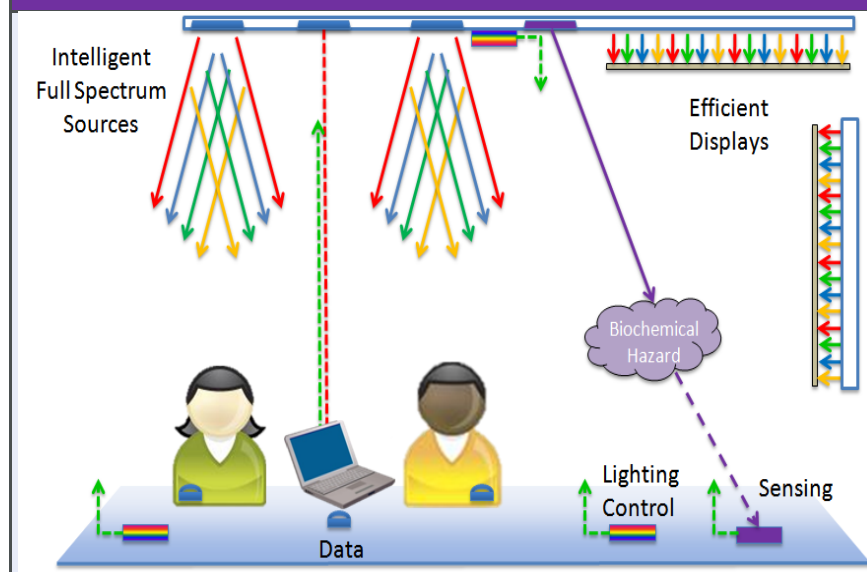 Intelligent
Full Spectrum
Sources
Efficient
Displays
Biochemical
Hazard
Lighting
Control
Sensing
Data